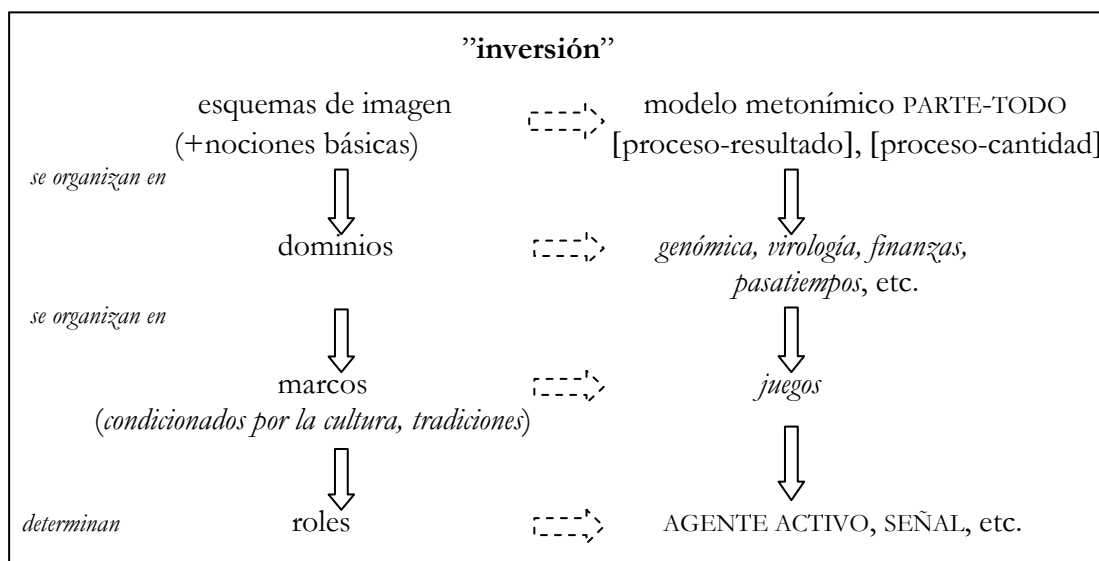 ”inversión”
esquemas de imagen
(+nociones básicas)
modelo metonímico PARTE-TODO
[proceso-resultado], [proceso-cantidad]
se organizan en
dominios
genómica, virología, finanzas,
pasatiempos, etc.
se organizan en
marcos
(condicionados por la cultura, tradiciones)
juegos
determinan
roles
AGENTE ACTIVO, SEÑAL, etc.